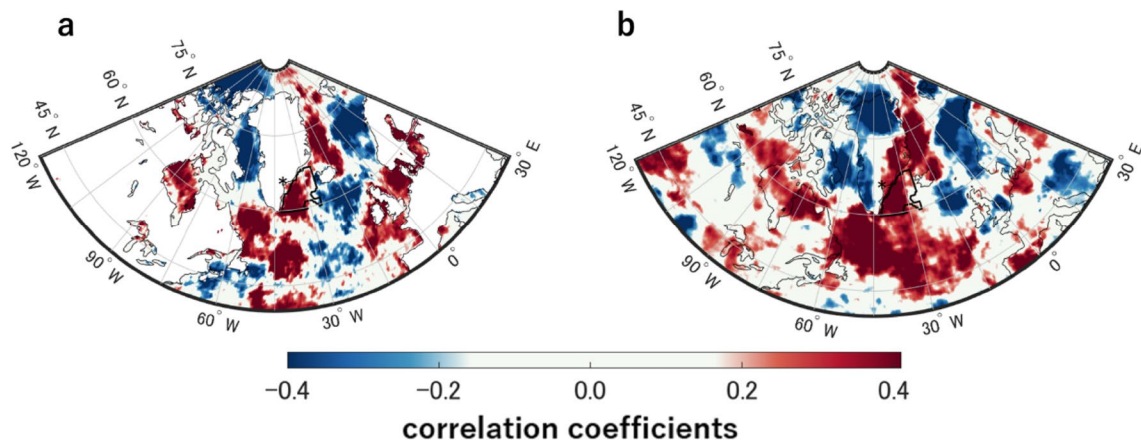 a
75° N
60° N
45° N
120° W
90° W
60° W
30° W
0°
30° E
*
b
75° N
60° N
45° N
120° W
90° W
60° W
30° W
0°
30° E
*
−0.4 −0.2 0.0 0.2 0.4
correlation coefficients